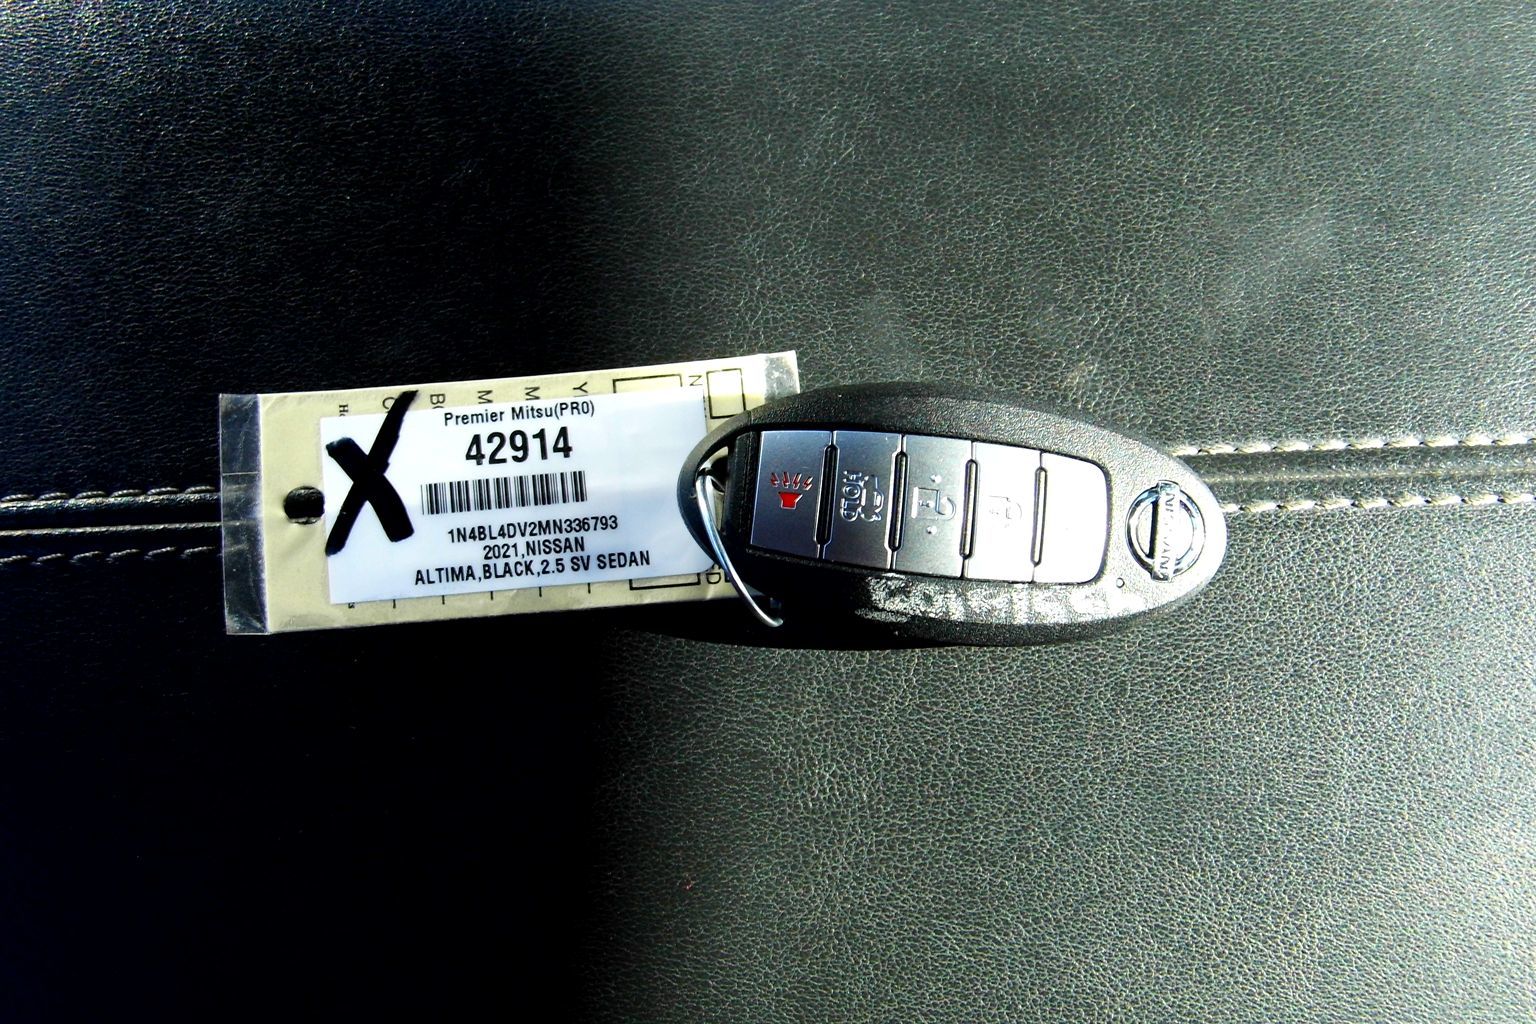 Premier Mitsu(PR0)
42914
1N4BL4DV2MN336793
2021,NISSAN
ALTIMA,BLACK,2.5 SV SEDAN
X
HOLD
NISSAN